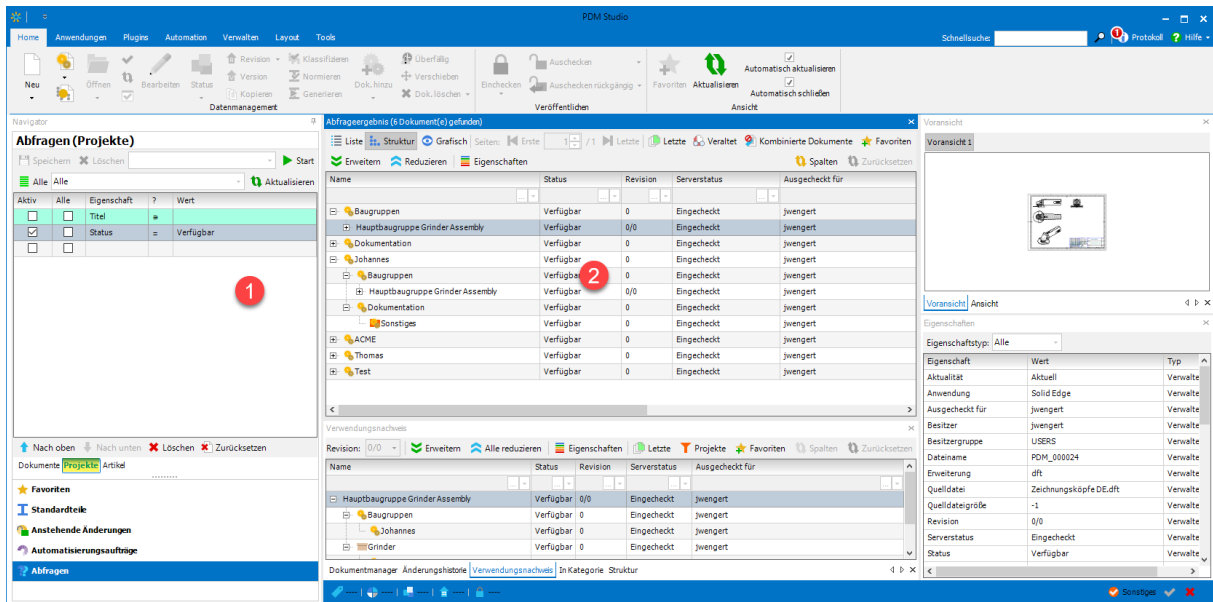 PDM Studio
Home Anwendungen Plugins Automation Verwalten Layout Tools
Schnellsuche: Protokoll Hilfe
Neu
Öffnen
Bearbeiten
Status
Revision
Version
Kopieren
Klassifizieren
Normieren
Generieren
Dok. hinzu
Überfällig
Verschieben
Dok. löschen
Einchecken
Auschecken
Auschecken rückgängig
Favoriten
Aktualisieren
Automatisch aktualisieren
Automatisch schließen
Datenmanagement
Veröffentlichen
Ansicht
Navigator
Abfragen (Projekte)
Speichern Löschen Start
Alle Alle Aktualisieren
Aktiv Alle Eigenschaft ? Wert
Titel
Status = Verfügbar
1
Nach oben Nach unten Löschen Zurücksetzen
Dokumente Projekte Artikel
Favoriten
Standardteile
Anstehende Änderungen
Automatisierungsaufträge
Abfragen
Abfrageergebnis (6 Dokument(e) gefunden)
Liste Struktur Grafisch Seiten: Erste 1 / 1 Letzte Letzte Veraltet Kombinierte Dokumente Favoriten
Erweitern Reduzieren Eigenschaften Spalten Zurücksetzen
Name Status Revision Serverstatus Ausgecheckt für
Baugruppen Verfügbar 0 Eingecheckt jwengert
Hauptbaugruppe Grinder Assembly Verfügbar 0/0 Eingecheckt jwengert
Dokumentation Verfügbar 0 Eingecheckt jwengert
Johannes Verfügbar 0 Eingecheckt jwengert
Baugruppen Verfügbar 0 Eingecheckt jwengert
2
Hauptbaugruppe Grinder Assembly Verfügbar 0/0 Eingecheckt jwengert
Dokumentation Verfügbar 0 Eingecheckt jwengert
Sonstiges Verfügbar 0 Eingecheckt jwengert
ACME Verfügbar 0 Eingecheckt jwengert
Thomas Verfügbar 0 Eingecheckt jwengert
Test Verfügbar 0 Eingecheckt jwengert
Verwendungsnachweis
Revision: 0/0 Erweitern Alle reduzieren Eigenschaften Letzte Projekte Favoriten Spalten Zurücksetzen
Name Status Revision Serverstatus Ausgecheckt für
Hauptbaugruppe Grinder Assembly Verfügbar 0/0 Eingecheckt jwengert
Baugruppen Verfügbar 0 Eingecheckt jwengert
Johannes Verfügbar 0 Eingecheckt jwengert
Grinder Verfügbar 0 Eingecheckt jwengert
Dokumentmanager Änderungshistorie Verwendungsnachweis In Kategorie Struktur
Voransicht
Voransicht 1
Voransicht Ansicht
Eigenschaften
Eigenschaftstyp: Alle
Eigenschaft Wert Typ
Aktualität Aktuell Verwalte
Anwendung Solid Edge Verwalte
Ausgecheckt für jwengert Verwalte
Besitzer jwengert Verwalte
Besitzergruppe USERS Verwalte
Dateiname PDM_000024 Verwalte
Erweiterung dft Verwalte
Quelldatei Zeichnungsköpfe DE.dft Verwalte
Quelldateigröße -1 Verwalte
Revision 0/0 Verwalte
Serverstatus Eingecheckt Verwalte
Status Verfügbar Verwalte
---- ---- ---- ---- ----
Sonstiges